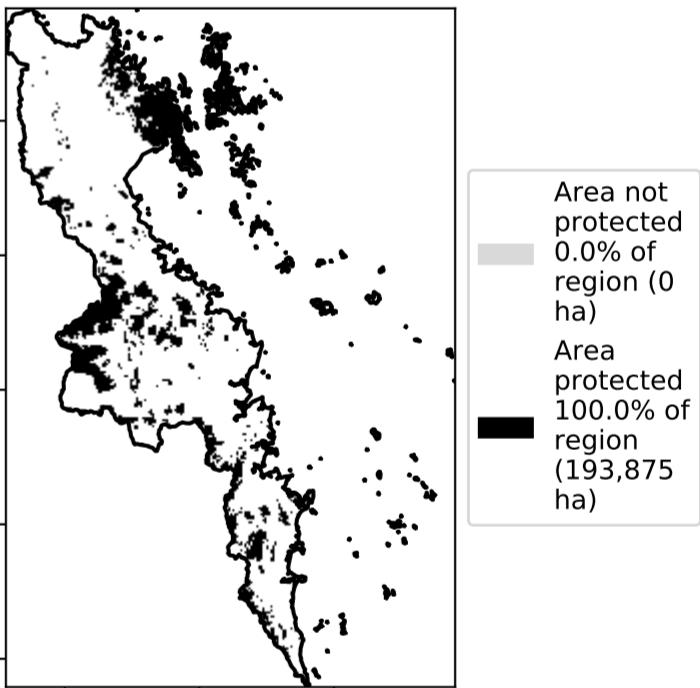 Area not
protected
0.0% of
region (0
ha)
Area
protected
100.0% of
region
(193,875
ha)